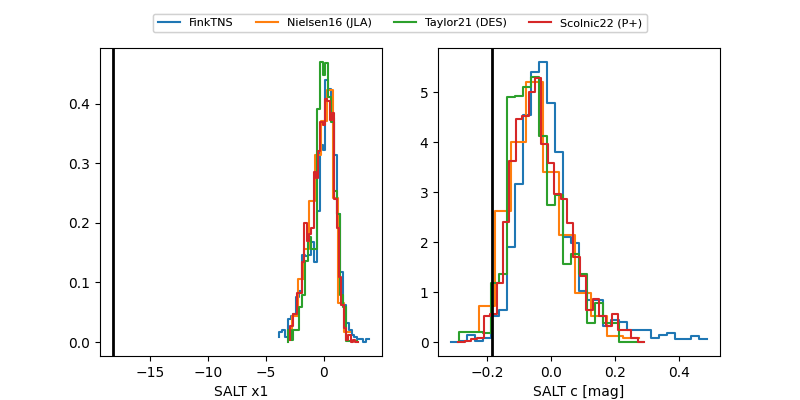 FinkTNS Nielsen16 (JLA) Taylor21 (DES) Scolnic22 (P+)
0.4
0.3
0.2
0.1
0.0
−15 −10 −5 0
SALT x1
5
4
3
2
1
0
−0.2 0.0 0.2 0.4
SALT c [mag]